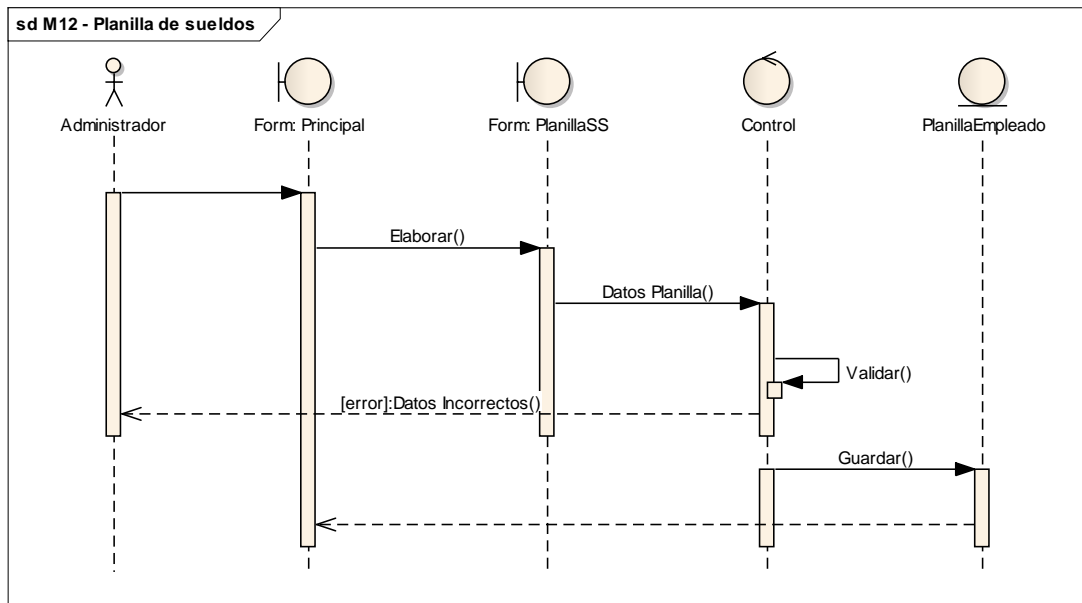 sd M12 - Planilla de sueldos
Administrador
Form: Principal
Form: PlanillaSS
Control
PlanillaEmpleado
Elaborar()
Datos Planilla()
Validar()
[error]:Datos Incorrectos()
Guardar()